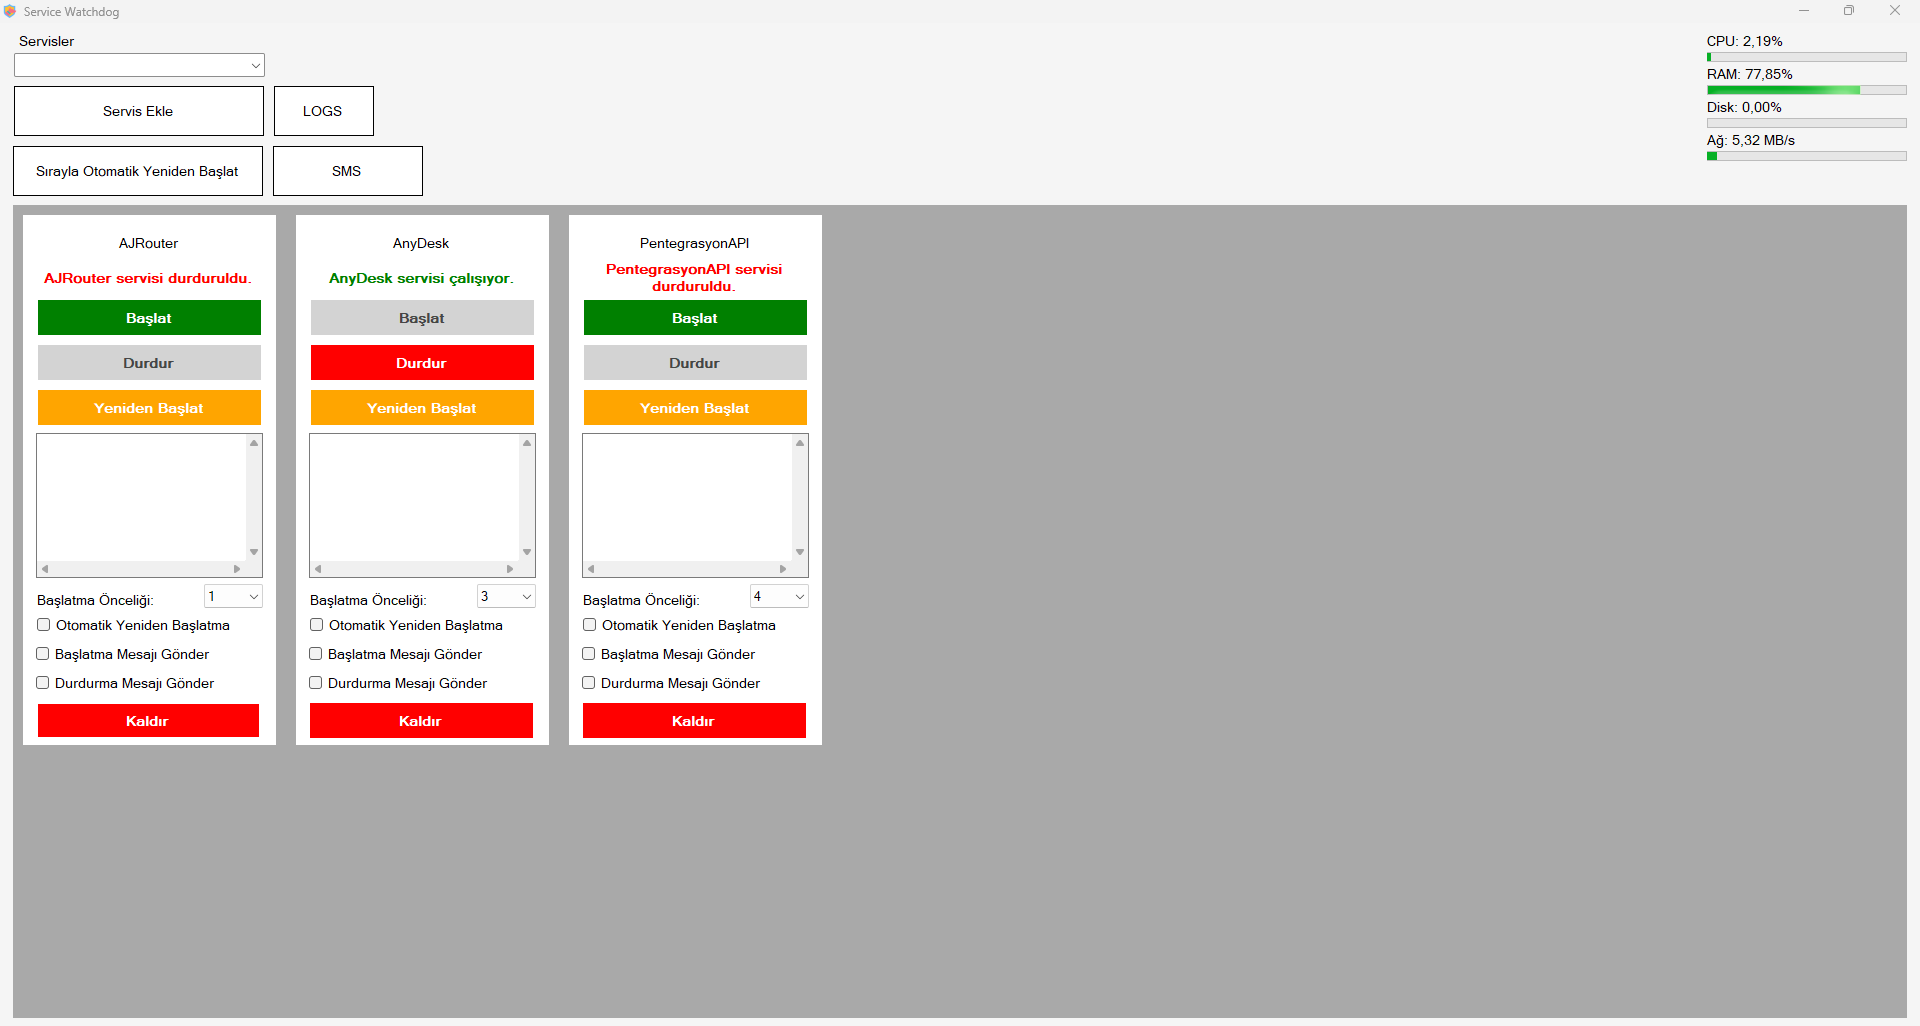 Service Watchdog
Servisler
Servis Ekle
LOGS
Sırayla Otomatik Yeniden Başlat
SMS
CPU: 2,19%
RAM: 77,85%
Disk: 0,00%
Ağ: 5,32 MB/s
AJRouter
AJRouter servisi durduruldu.
Başlat
Durdur
Yeniden Başlat
Başlatma Önceliği:
1
Otomatik Yeniden Başlatma
Başlatma Mesajı Gönder
Durdurma Mesajı Gönder
Kaldır
AnyDesk
AnyDesk servisi çalışıyor.
Başlat
Durdur
Yeniden Başlat
Başlatma Önceliği:
3
Otomatik Yeniden Başlatma
Başlatma Mesajı Gönder
Durdurma Mesajı Gönder
Kaldır
PentegrasyonAPI
PentegrasyonAPI servisi
durduruldu.
Başlat
Durdur
Yeniden Başlat
Başlatma Önceliği:
4
Otomatik Yeniden Başlatma
Başlatma Mesajı Gönder
Durdurma Mesajı Gönder
Kaldır